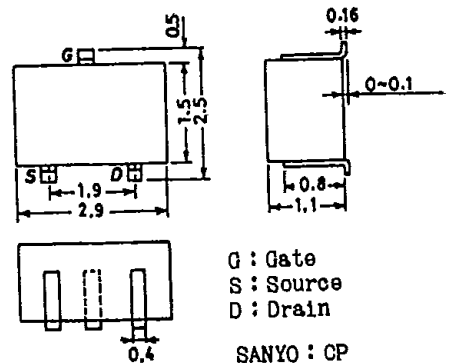 0.5
0.16
G
0~0.1
1.5
2.5
S
D
1.9
2.9
0.8
1.1
0.4
G : Gate
S : Source
D : Drain
SANYO : CP